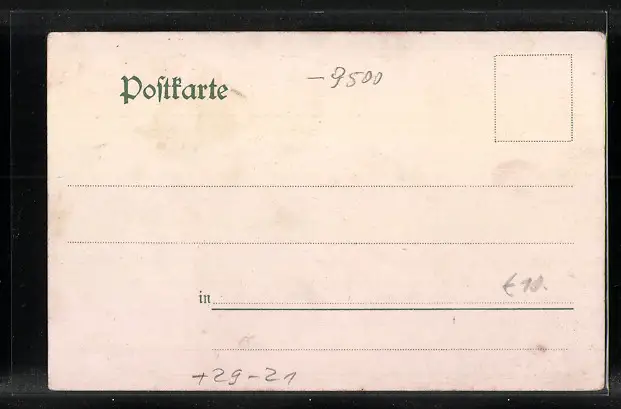 Poſtkarte
– 9500
in
€ 10.
+29-21